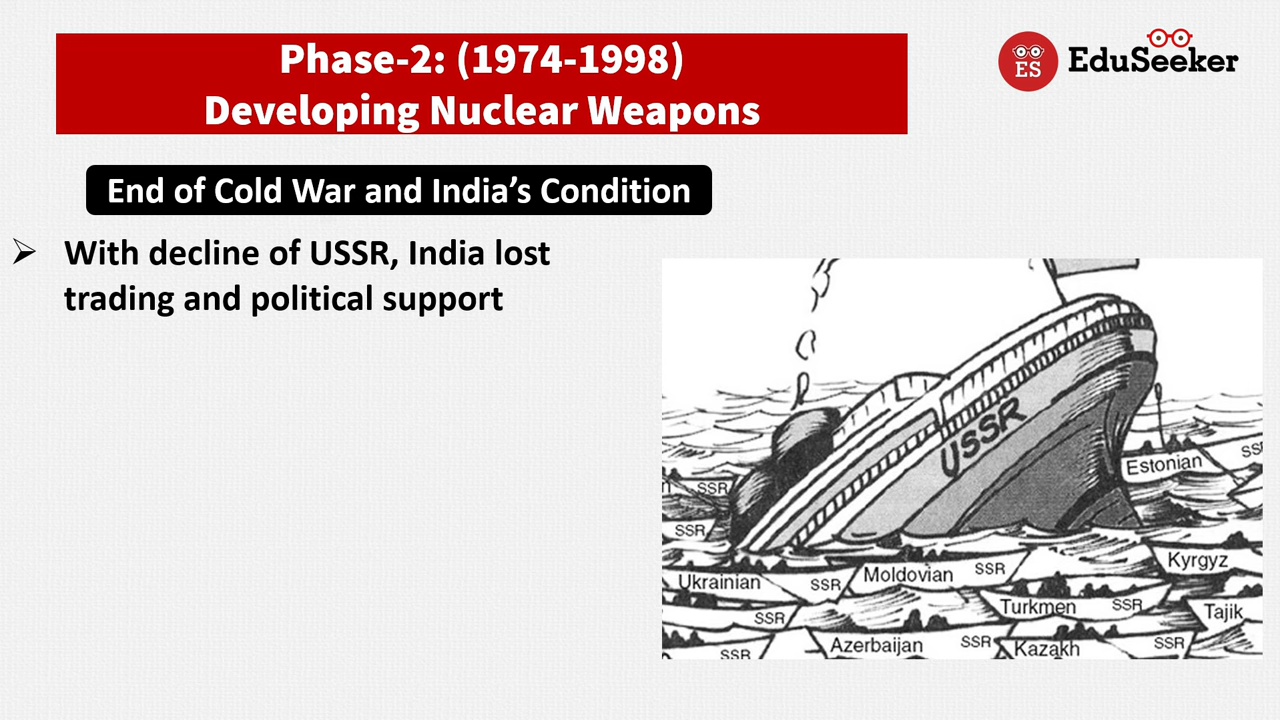 Phase-2: (1974-1998)
Developing Nuclear Weapons
ES
EduSeeker
End of Cold War and India’s Condition
➢ With decline of USSR, India lost
trading and political support
USSR
Estonian
SSR
SSR
SSR
Ukrainian SSR
Moldovian SSR
Kyrgyz
SSR
Turkmen SSR
Tajik
SSR
Azerbaijan SSR
Kazakh SSR